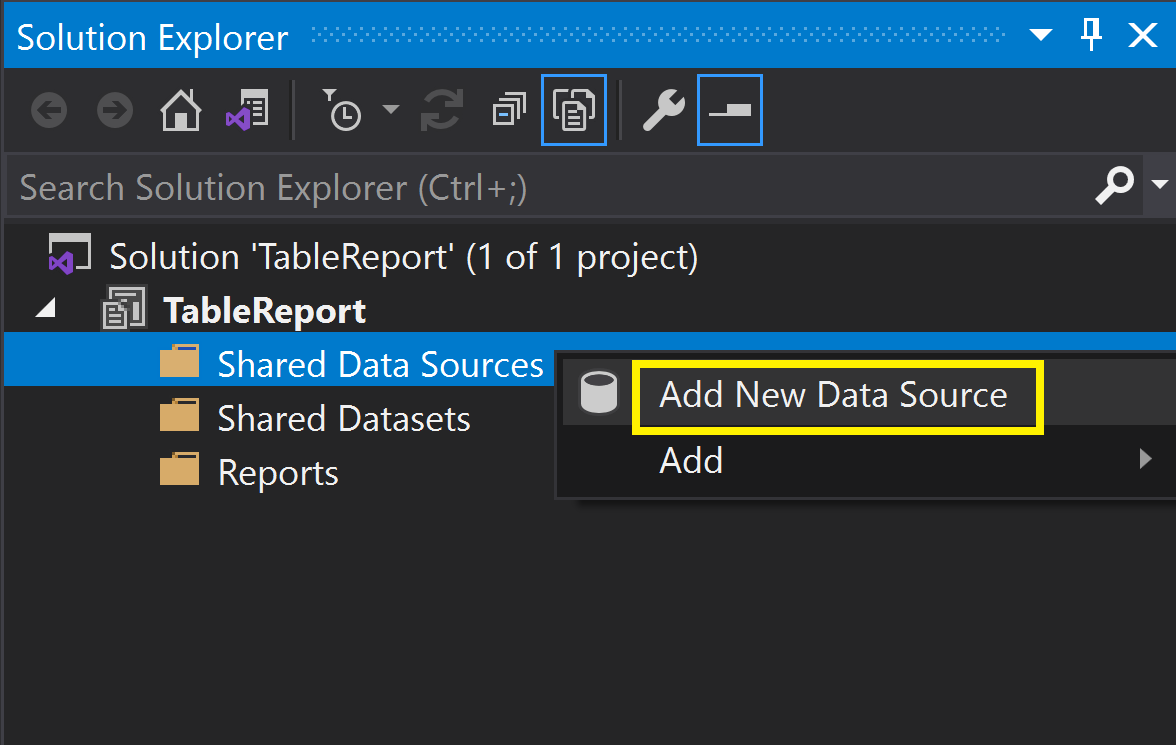 Solution Explorer
Search Solution Explorer (Ctrl+;)
Solution 'TableReport' (1 of 1 project)
TableReport
Shared Data Sources
Add New Data Source
Shared Datasets
Add
Reports